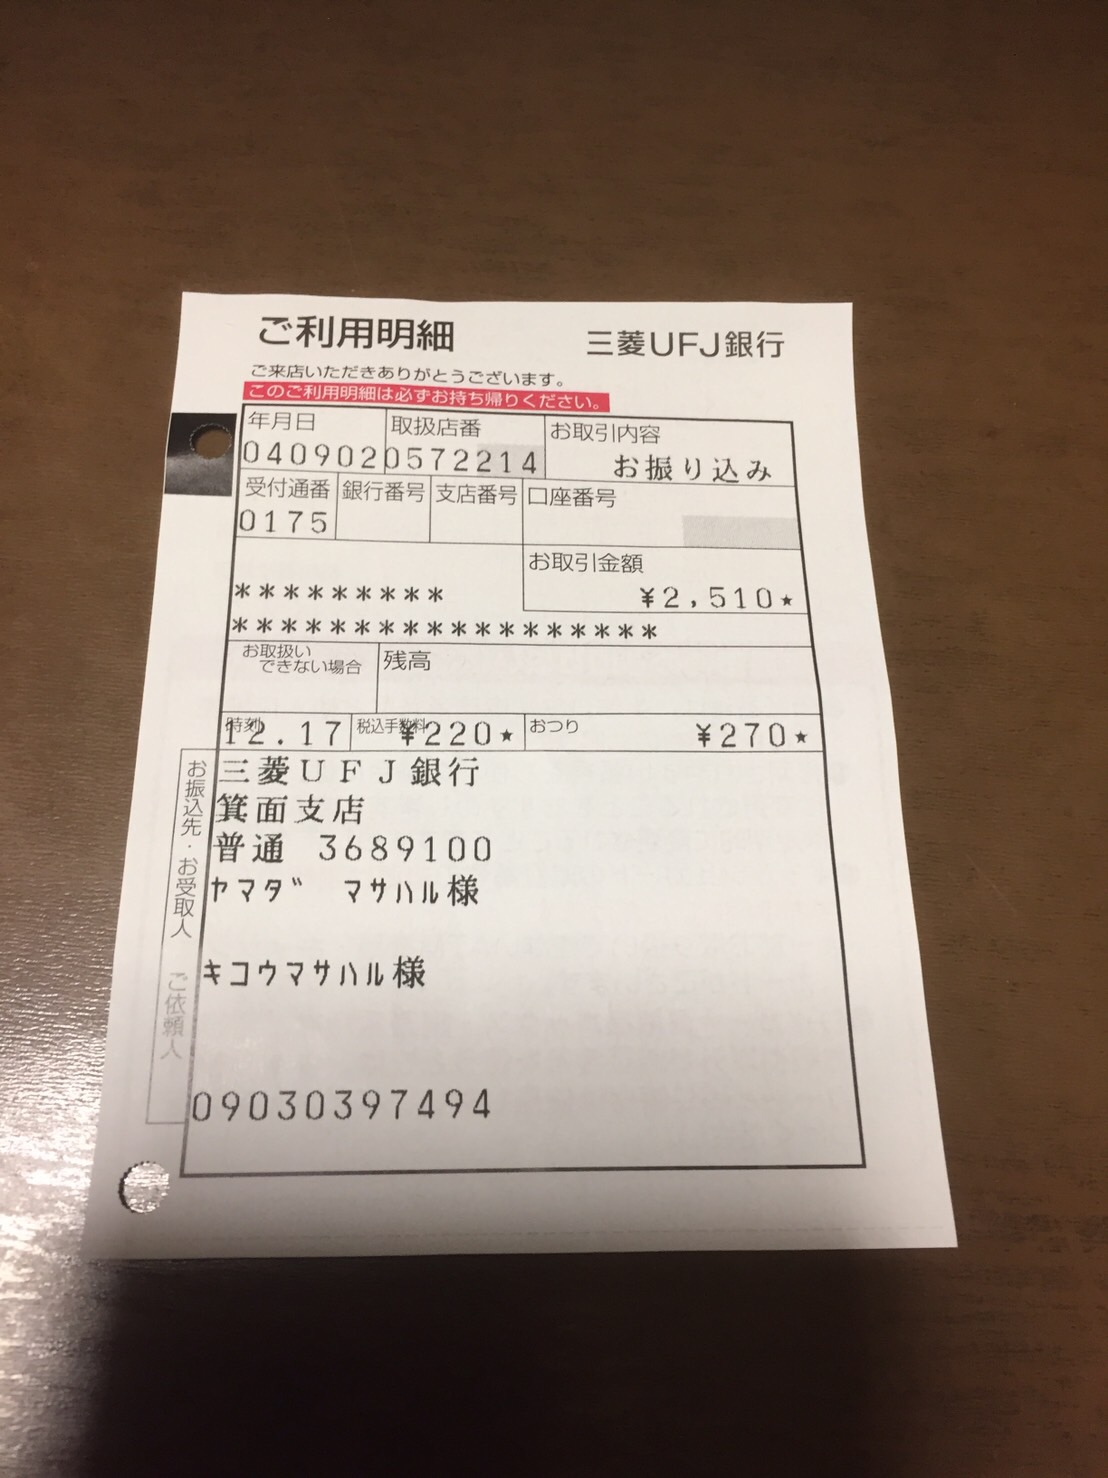 ご利用明細 三菱UFJ銀行
ご来店いただきありがとうございます。
このご利用明細は必ずお持ち帰りください。
年月日 取扱店番 お取引内容
040902 0572214 お振り込み
受付通番 銀行番号 支店番号 口座番号
0175
お取引金額
********* ¥2,510★
******************
お取扱いできない場合 残高
時刻 税込手数料 おつり
12.17 ¥220★ ¥270★
お振込先・お受取人 ご依頼人
三菱UFJ銀行
箕面支店
普通 3689100
ヤマダ マサハル様
キコウマサハル様
09030397494